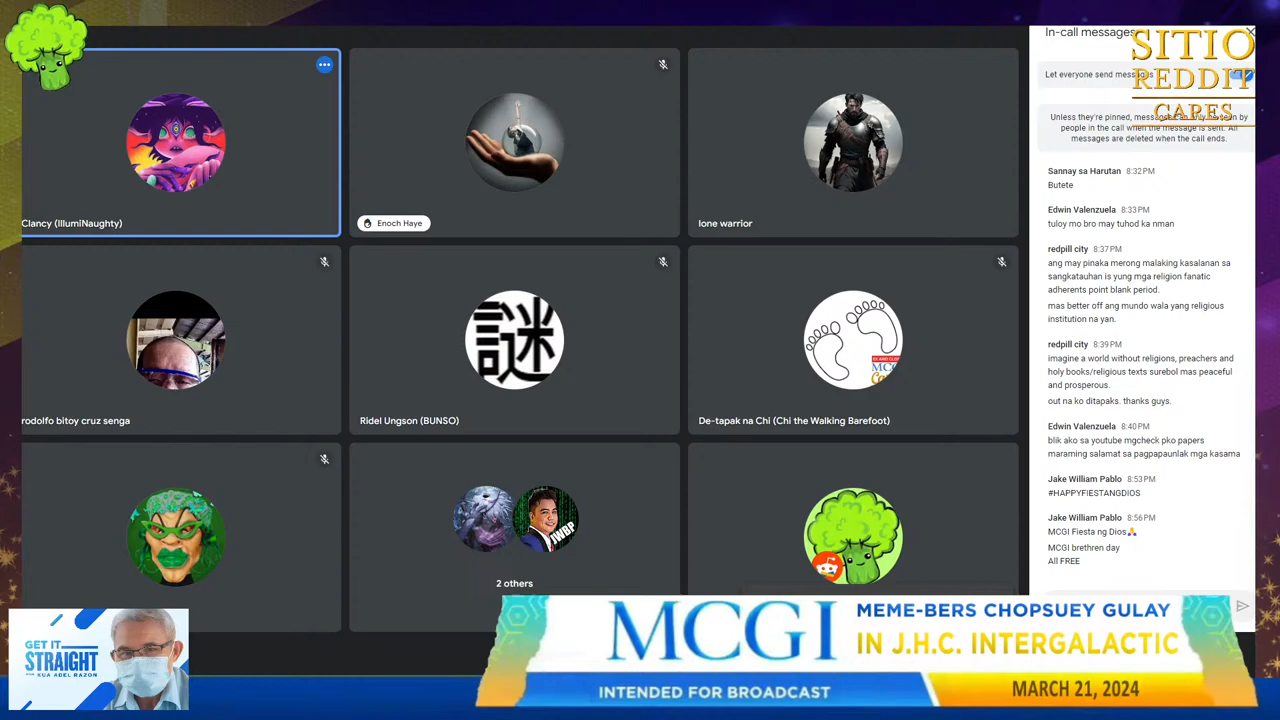 In-call messages
SITIO
REDDIT
CARES
Let everyone send messages
Unless they're pinned, messages can only be seen by
people in the call when the message is sent. All
messages are deleted when the call ends.
Clancy (IllumiNaughty)
Enoch Haye
lone warrior
Sannay sa Harutan 8:32 PM
Butete
Edwin Valenzuela 8:33 PM
tuloy mo bro may tuhod ka nman
redpill city 8:37 PM
ang may pinaka merong malaking kasalanan sa
sangkatauhan is yung mga religion fanatic
adherents point blank period.
mas better off ang mundo wala yang religious
institution na yan.
redpill city 8:39 PM
imagine a world without religions, preachers and
holy books/religious texts surebol mas peaceful
and prosperous.
out na ko ditapaks. thanks guys.
謎
EX AND CLO
MC
rodolfo bitoy cruz senga
Ridel Ungson (BUNSO)
De-tapak na Chi (Chi the Walking Barefoot)
Edwin Valenzuela 8:40 PM
blik ako sa youtube mgcheck pko papers
maraming salamat sa pagpapaunlak mga kasama
Jake William Pablo 8:53 PM
#HAPPYFIESTANGDIOS
Jake William Pablo 8:56 PM
MCGI Fiesta ng Dios🙏
MCGI brethren day
All FREE
IWBP
2 others
GET IT
STRAIGHT
KUA ADEL RAZON
MCGI
MEME-BERS CHOPSUEY GULAY
IN J.H.C. INTERGALACTIC
INTENDED FOR BROADCAST
MARCH 21, 2024